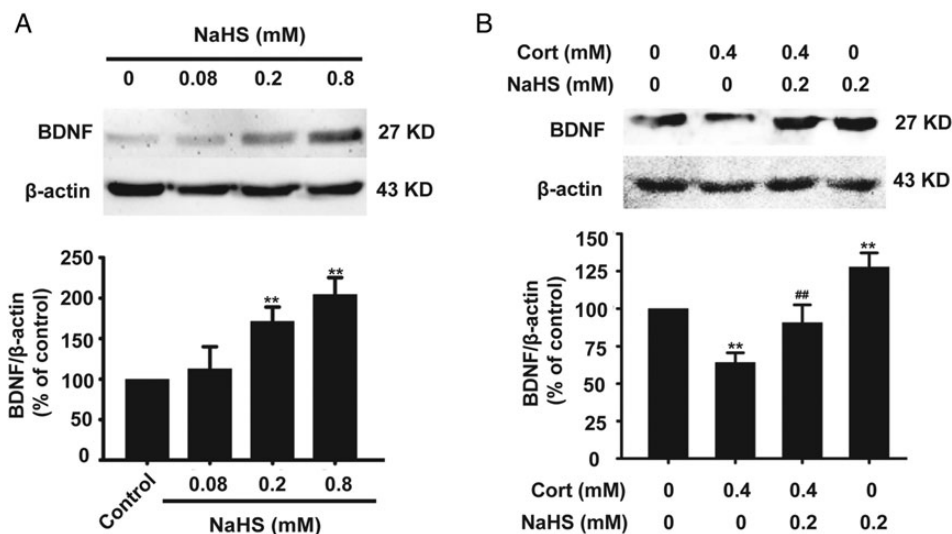 A
NaHS (mM)
0 0.08 0.2 0.8
BDNF 27 KD
β-actin 43 KD
BDNF/β-actin
(% of control)
250
200
150
100
50
0
** **
Control 0.08 0.2 0.8
NaHS (mM)
B
Cort (mM) 0 0.4 0.4 0
NaHS (mM) 0 0 0.2 0.2
BDNF 27 KD
β-actin 43 KD
BDNF/β-actin
(% of control)
150
125
100
75
50
25
0
** ## **
Cort (mM) 0 0.4 0.4 0
NaHS (mM) 0 0 0.2 0.2